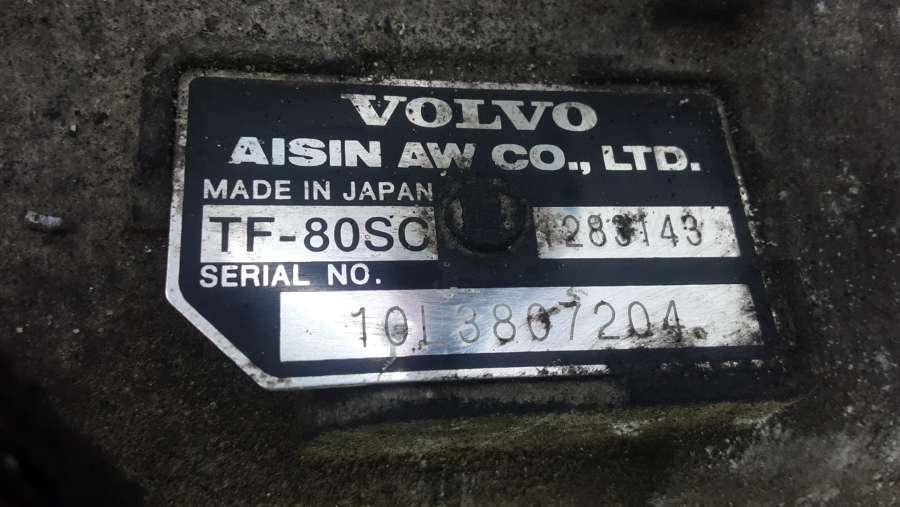 VOLVO
AISIN AW CO., LTD.
MADE IN JAPAN
TF-80SC 1283143
SERIAL NO.
10L3807204